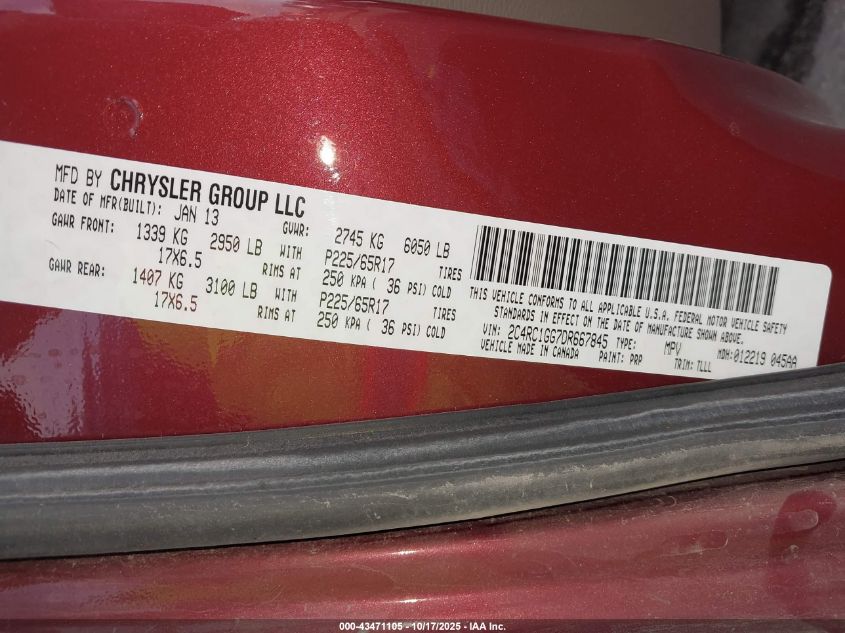 MFD BY CHRYSLER GROUP LLC
DATE OF MFR(BUILT): JAN 13 GVWR: 2745 KG 6050 LB
GAWR FRONT: 1339 KG 2950 LB WITH P225/65R17 TIRES
17X6.5 RIMS AT 250 KPA ( 36 PSI) COLD
GAWR REAR: 1407 KG 3100 LB WITH P225/65R17 TIRES
17X6.5 RIMS AT 250 KPA ( 36 PSI) COLD
THIS VEHICLE CONFORMS TO ALL APPLICABLE U.S.A. FEDERAL MOTOR VEHICLE SAFETY
STANDARDS IN EFFECT ON THE DATE OF MANUFACTURE SHOWN ABOVE.
VIN: 2C4RC1GG7DR667845 TYPE: MPV MDH:012219 045AA
VEHICLE MADE IN CANADA PAINT: PRP TRIM: TLLL
000-43471105 - 10/17/2025 - IAA Inc.